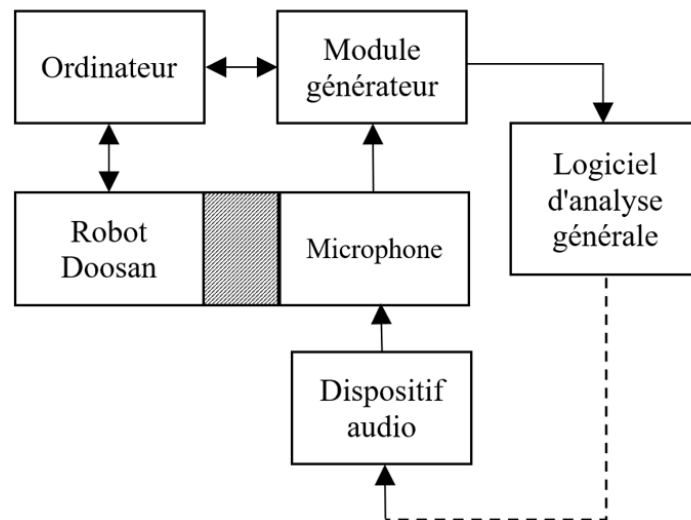 Ordinateur
Module
générateur
Logiciel
d'analyse
générale
Robot
Doosan
Microphone
Dispositif
audio